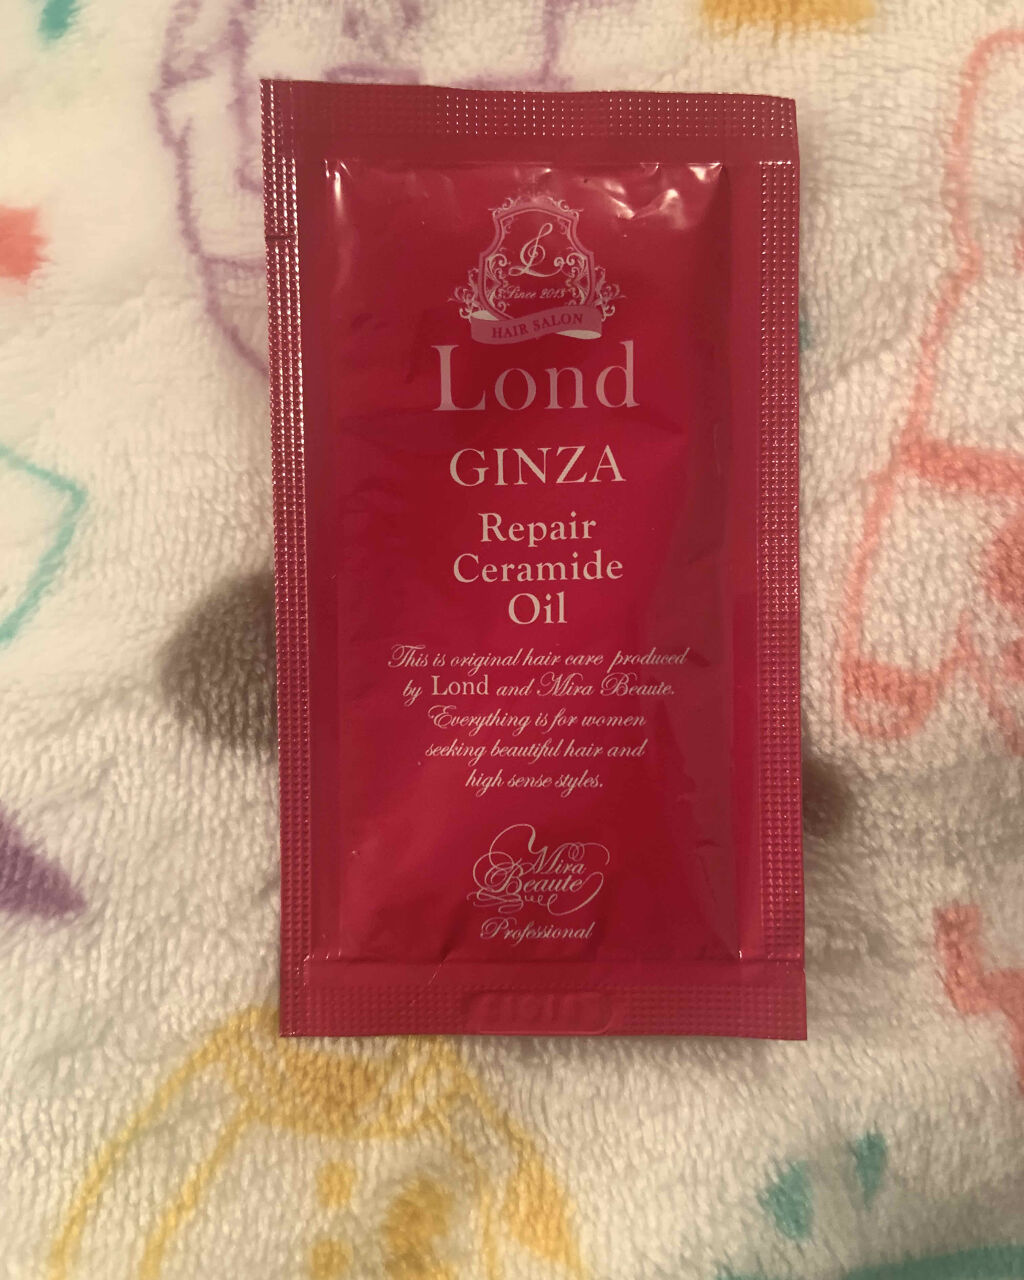 L
Since 2013
HAIR SALON
Lond
GINZA
Repair
Ceramide
Oil
This is original hair care produced
by Lond and Mira Beaute.
Everything is for women
seeking beautiful hair and
high sense styles.
Mira
Beaute
Professional